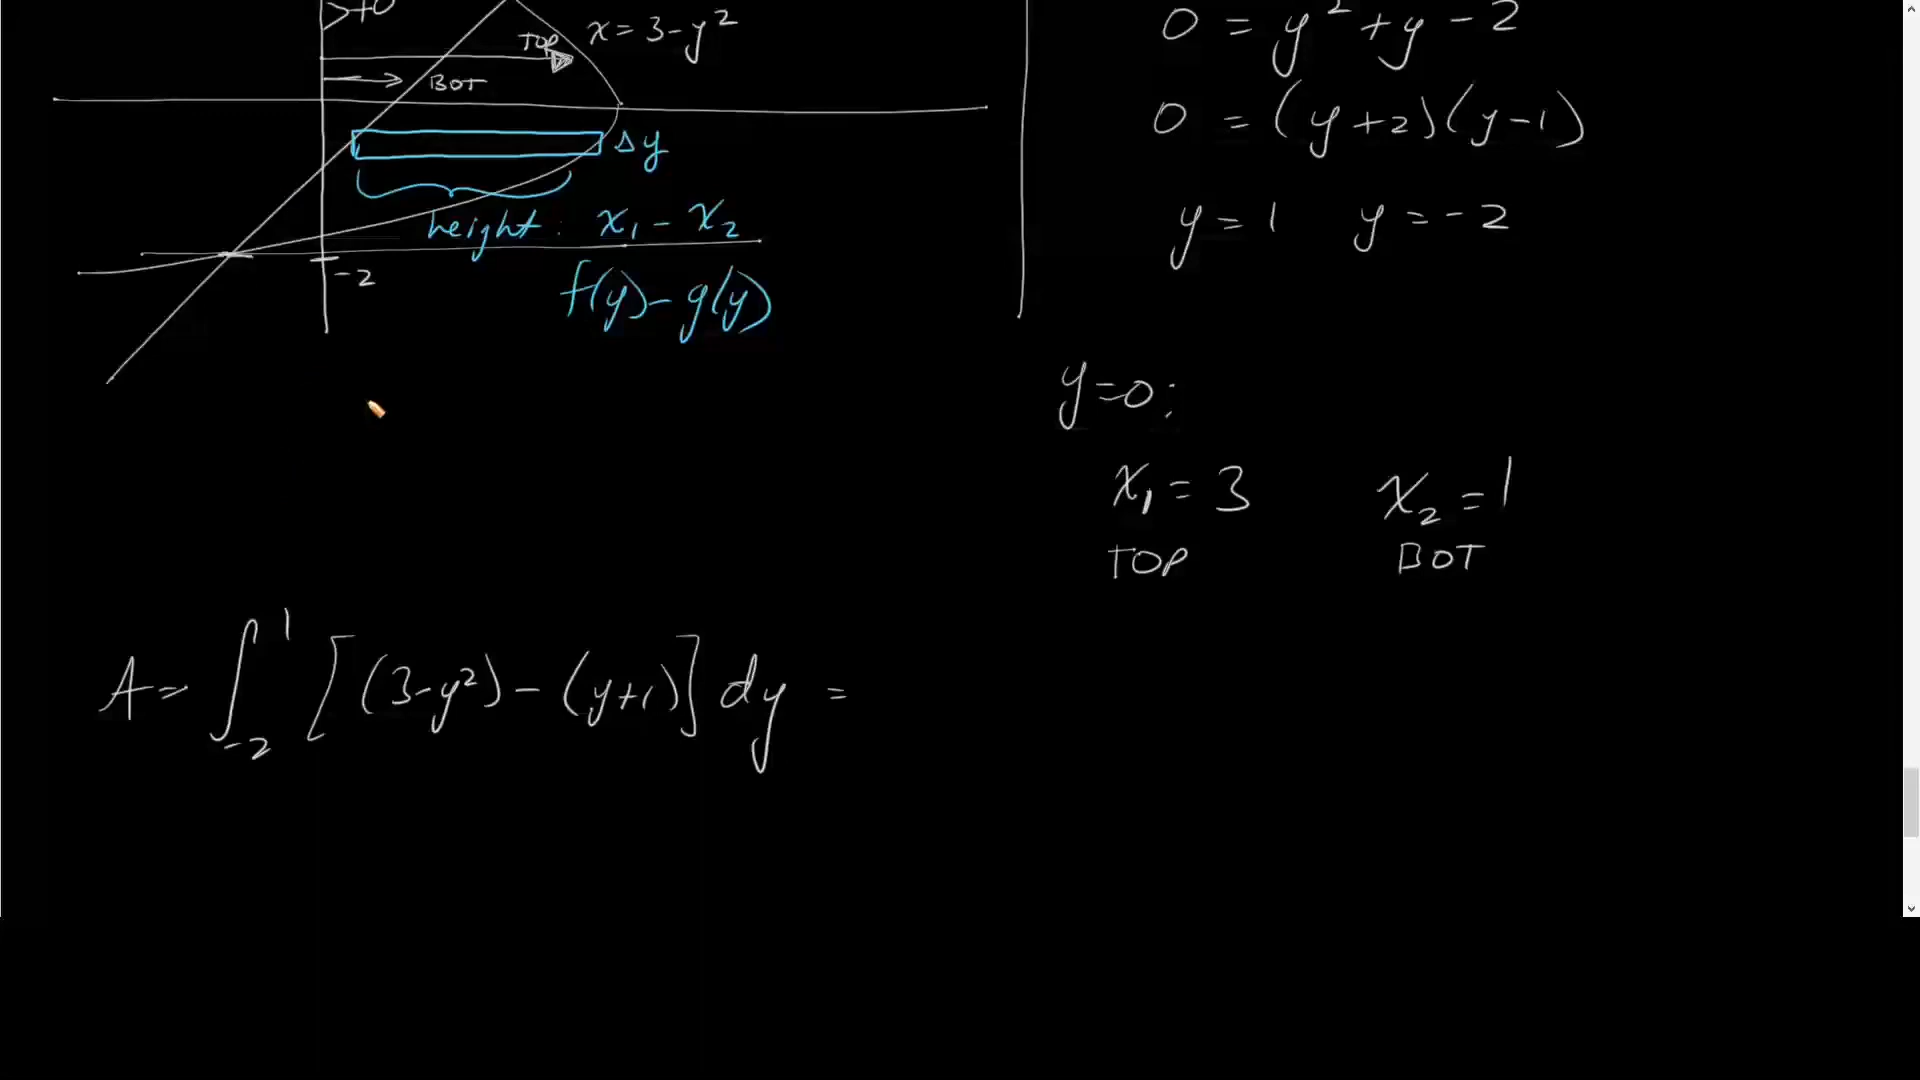 TOP x = 3 - y²
BOT
Δy
height: x₁ - x₂
-2
f(y) - g(y)
0 = y² + y - 2
0 = (y+2)(y-1)
y = 1 y = -2
y=0:
x₁ = 3 x₂ = 1
TOP BOT
A = ∫₋₂¹ [(3-y²) - (y+1)] dy =